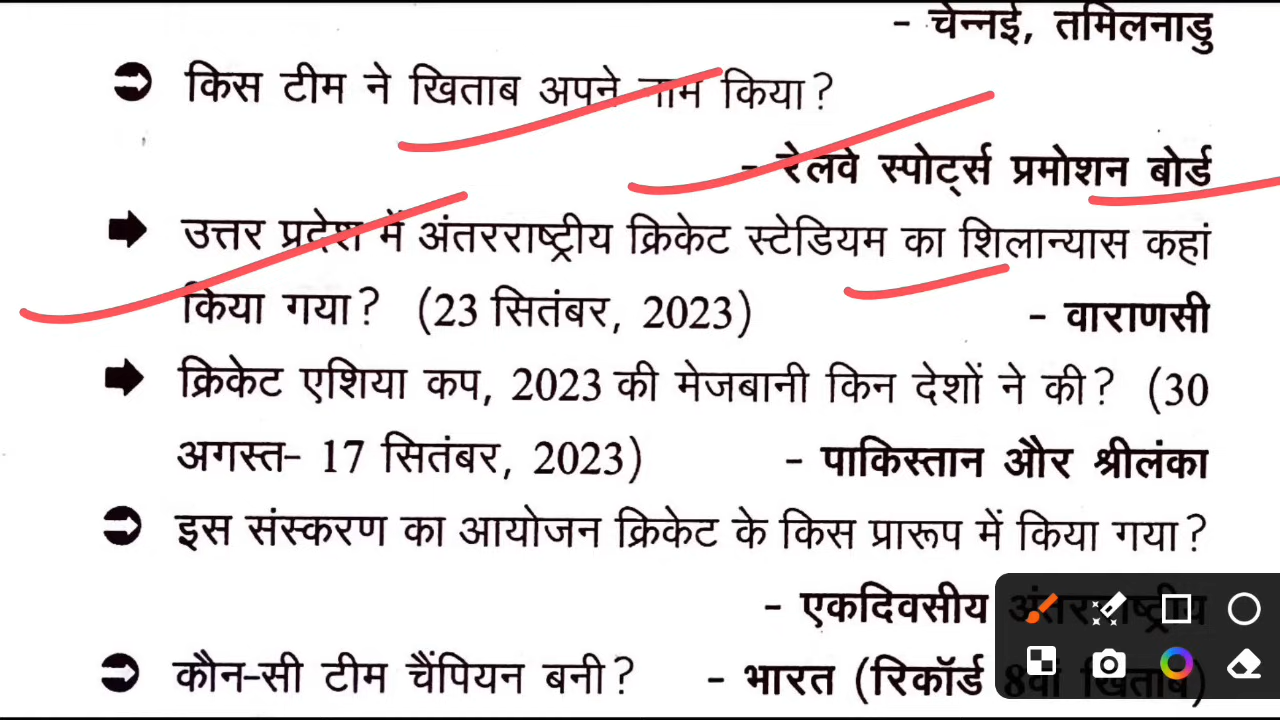 - चेन्नई, तमिलनाडु
किस टीम ने खिताब अपने नाम किया?
- रेलवे स्पोर्ट्स प्रमोशन बोर्ड
उत्तर प्रदेश में अंतरराष्ट्रीय क्रिकेट स्टेडियम का शिलान्यास कहां
किया गया? (23 सितंबर, 2023) - वाराणसी
क्रिकेट एशिया कप, 2023 की मेजबानी किन देशों ने की? (30
अगस्त- 17 सितंबर, 2023) - पाकिस्तान और श्रीलंका
इस संस्करण का आयोजन क्रिकेट के किस प्रारूप में किया गया?
- एकदिवसीय अंतरराष्ट्रीय
कौन-सी टीम चैंपियन बनी? - भारत (रिकॉर्ड 8वां खिताब)